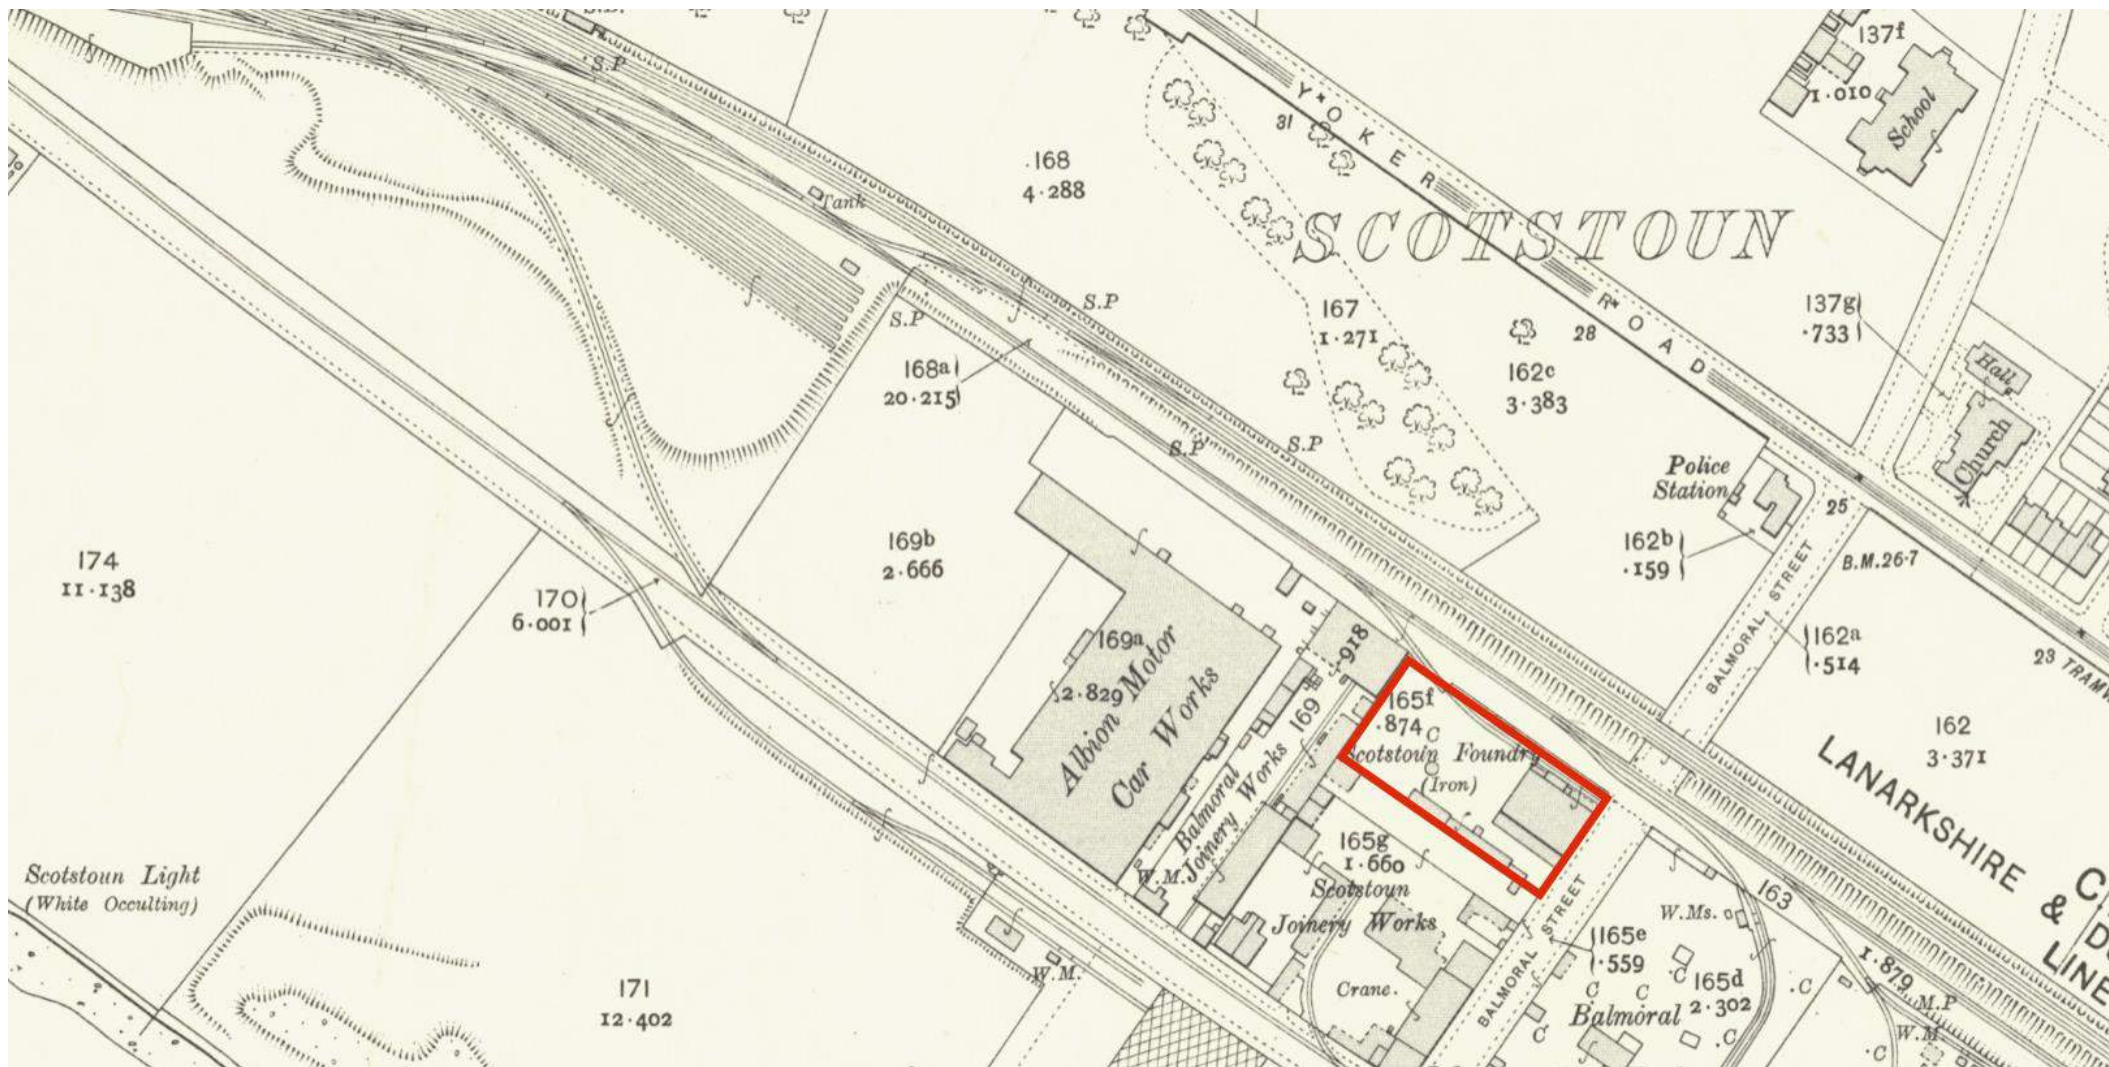 S.P
137f
1·010
School
YOKER ROAD
31
168
4·288
Tank
SCOTSTOUN
S.P
S.P
167
1·271
28
137g
·733
168a
20·215
162c
3·383
Hall
Church
S.P
S.P
Police
Station
25
162b
·159
B.M.26·7
174
11·138
169b
2·666
170
6·001
BALMORAL STREET
162a
·514
23 TRAMW
169a
2·829
Albion Motor
Car Works
·918
169
Balmoral
Joinery Works
165f
·874
C
Scotstoun Foundry
(Iron)
162
3·371
LANARKSHIRE &
LINE
165g
1·660
Scotstoun
Joinery Works
W.M.
Scotstoun Light
(White Occulting)
163
1·879
W.Ms.
165e
·559
BALMORAL STREET
W.M.
171
12·402
Crane
C
165d
2·302
C
C
C
Balmoral
C
C
M.P
W.M.
C